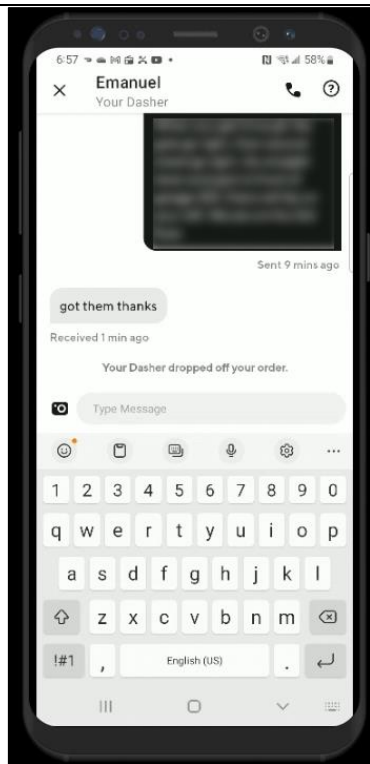 6:57 58%
Emanuel
Your Dasher
Sent 9 mins ago
got them thanks
Received 1 min ago
Your Dasher dropped off your order.
Type Message
1 2 3 4 5 6 7 8 9 0
q w e r t y u i o p
a s d f g h j k l
z x c v b n m
!#1 , English (US) .